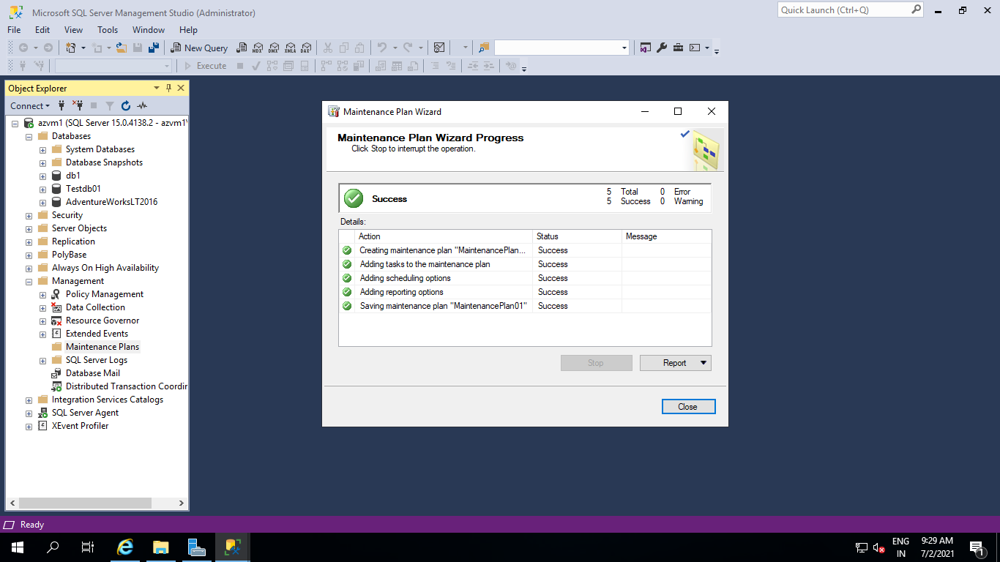 Microsoft SQL Server Management Studio (Administrator)
Quick Launch (Ctrl+Q)
File Edit View Tools Window Help
New Query
MDX DMX XMLA DAX
Execute
Object Explorer
Connect
azvm1 (SQL Server 15.0.4138.2 - azvm1\
Databases
System Databases
Database Snapshots
db1
Testdb01
AdventureWorksLT2016
Security
Server Objects
Replication
PolyBase
Always On High Availability
Management
Policy Management
Data Collection
Resource Governor
Extended Events
Maintenance Plans
SQL Server Logs
Database Mail
Distributed Transaction Coordin
Integration Services Catalogs
SQL Server Agent
XEvent Profiler
Maintenance Plan Wizard
Maintenance Plan Wizard Progress
Click Stop to interrupt the operation.
Success
5 Total 0 Error
5 Success 0 Warning
Details:
Action Status Message
Creating maintenance plan "MaintenancePlan... Success
Adding tasks to the maintenance plan Success
Adding scheduling options Success
Adding reporting options Success
Saving maintenance plan "MaintenancePlan01" Success
Stop Report
Close
Ready
ENG
IN
9:29 AM
7/2/2021
1